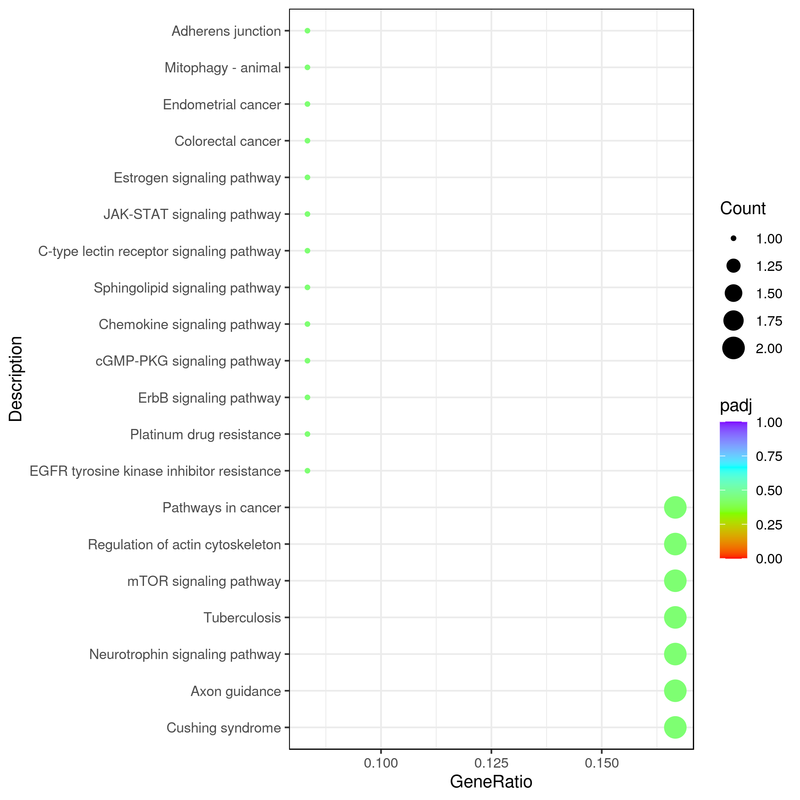 Adherens junction
Mitophagy - animal
Endometrial cancer
Colorectal cancer
Estrogen signaling pathway
JAK-STAT signaling pathway
C-type lectin receptor signaling pathway
Sphingolipid signaling pathway
Chemokine signaling pathway
cGMP-PKG signaling pathway
ErbB signaling pathway
Platinum drug resistance
EGFR tyrosine kinase inhibitor resistance
Pathways in cancer
Regulation of actin cytoskeleton
mTOR signaling pathway
Tuberculosis
Neurotrophin signaling pathway
Axon guidance
Cushing syndrome
Description
0.100 0.125 0.150
GeneRatio
Count
1.00
1.25
1.50
1.75
2.00
padj
1.00
0.75
0.50
0.25
0.00